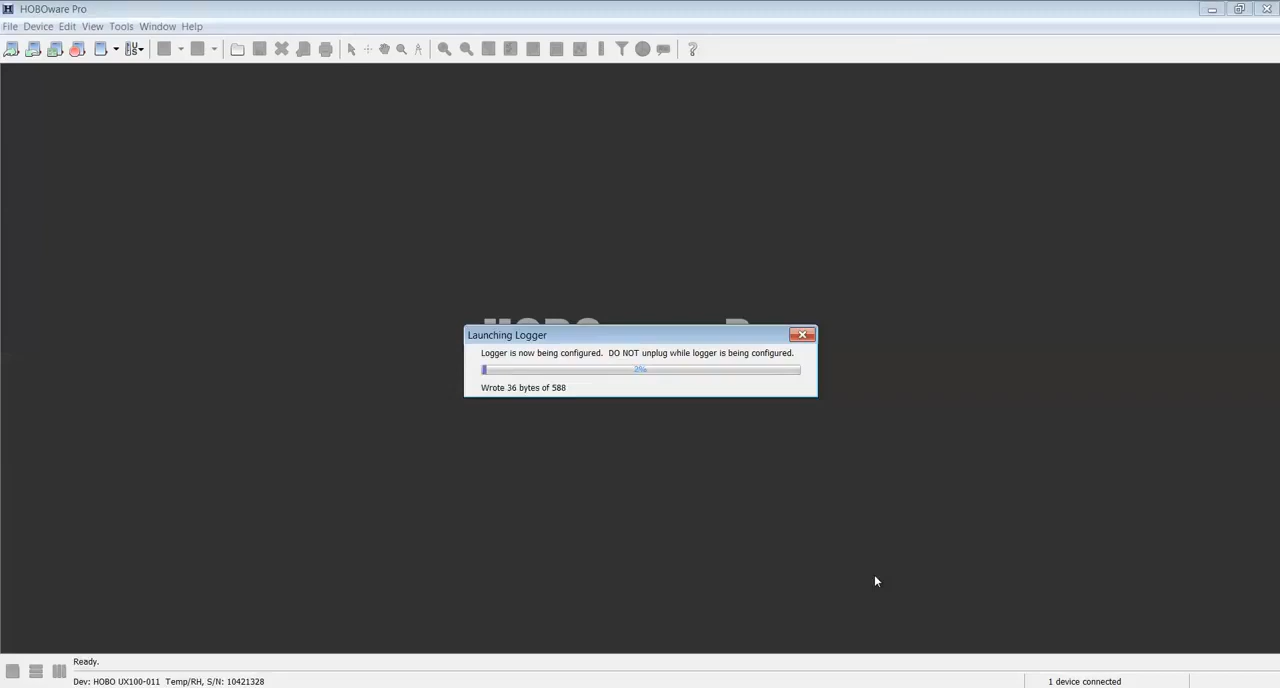 HOBOware Pro
File Device Edit View Tools Window Help
Launching Logger
Logger is now being configured. DO NOT unplug while logger is being configured.
2%
Wrote 36 bytes of 588
Ready.
Dev: HOBO UX100-011 Temp/RH, S/N: 10421328
1 device connected